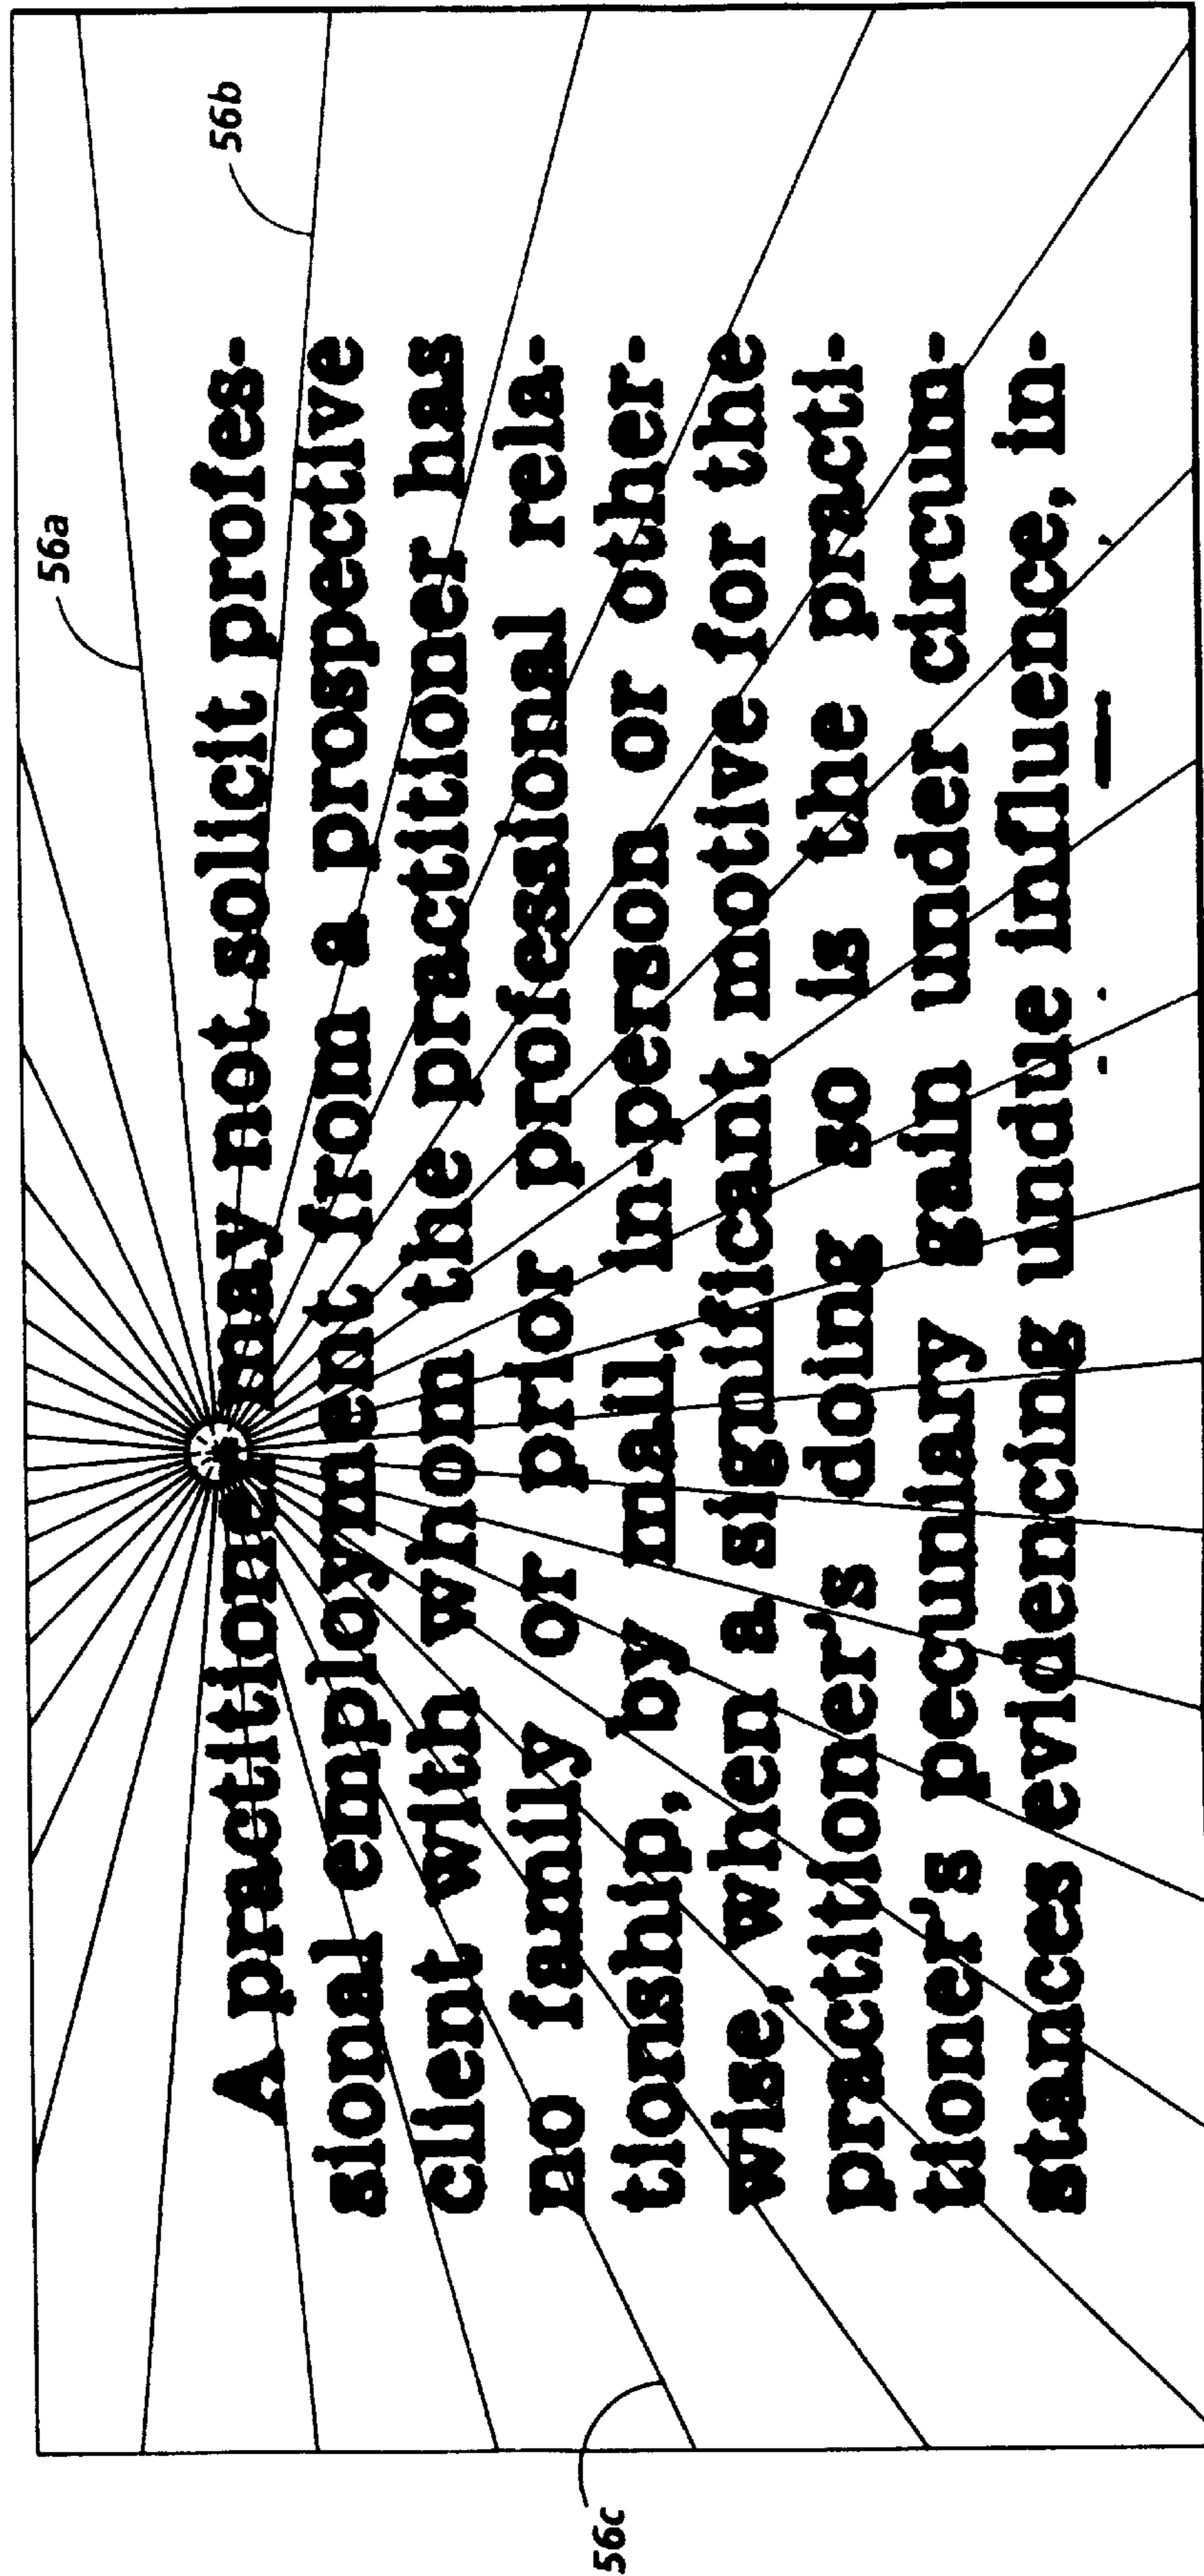 56a
56b
A practitioner may not solicit profes-
sional employment from a prospective
client with whom the practitioner has
no family or prior professional rela-
tionship, by mail, in-person or other-
wise, when a significant motive for the
practitioner's doing so is the practi-
tioner's pecuniary gain under circum-
stances evidencing undue influence, in-
56c